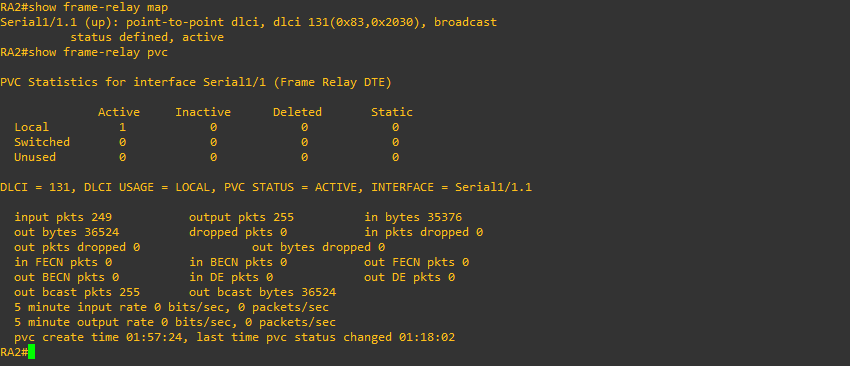 RA2#show frame-relay map
Serial1/1.1 (up): point-to-point dlci, dlci 131(0x83,0x2030), broadcast
          status defined, active
RA2#show frame-relay pvc
PVC Statistics for interface Serial1/1 (Frame Relay DTE)
              Active     Inactive      Deleted       Static
  Local          1            0            0            0
  Switched       0            0            0            0
  Unused         0            0            0            0
DLCI = 131, DLCI USAGE = LOCAL, PVC STATUS = ACTIVE, INTERFACE = Serial1/1.1
  input pkts 249           output pkts 255          in bytes 35376
  out bytes 36524          dropped pkts 0           in pkts dropped 0
  out pkts dropped 0                out bytes dropped 0
  in FECN pkts 0           in BECN pkts 0           out FECN pkts 0
  out BECN pkts 0          in DE pkts 0             out DE pkts 0
  out bcast pkts 255       out bcast bytes 36524
  5 minute input rate 0 bits/sec, 0 packets/sec
  5 minute output rate 0 bits/sec, 0 packets/sec
  pvc create time 01:57:24, last time pvc status changed 01:18:02
RA2#